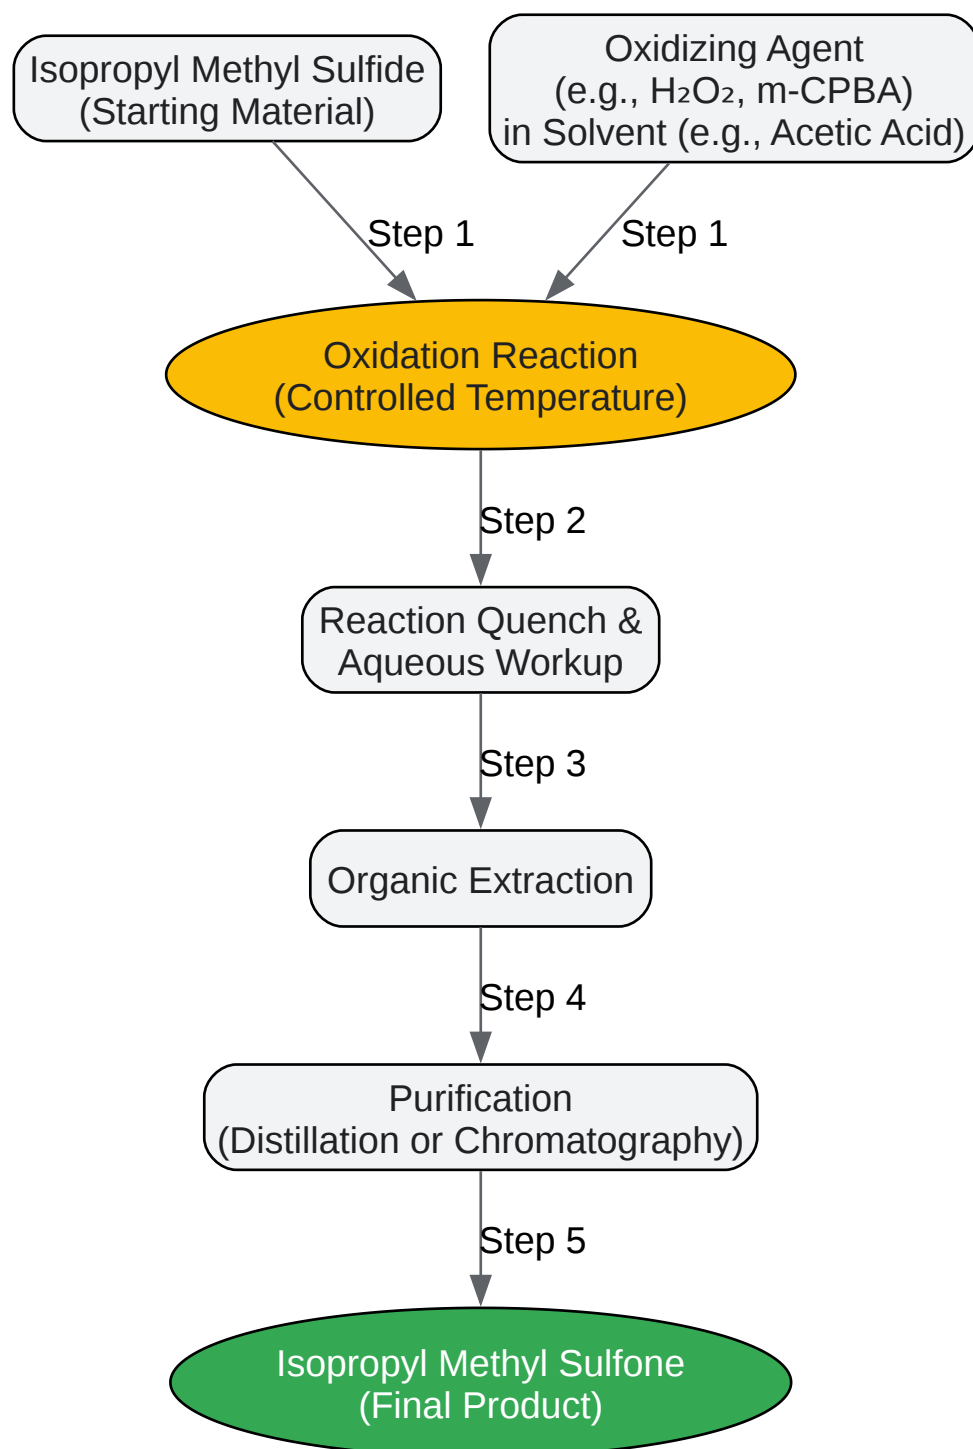 Isopropyl Methyl Sulfide
(Starting Material)
Oxidizing Agent
(e.g., H₂O₂, m-CPBA)
in Solvent (e.g., Acetic Acid)
Step 1
Step 1
Oxidation Reaction
(Controlled Temperature)
Step 2
Reaction Quench &
Aqueous Workup
Step 3
Organic Extraction
Step 4
Purification
(Distillation or Chromatography)
Step 5
Isopropyl Methyl Sulfone
(Final Product)